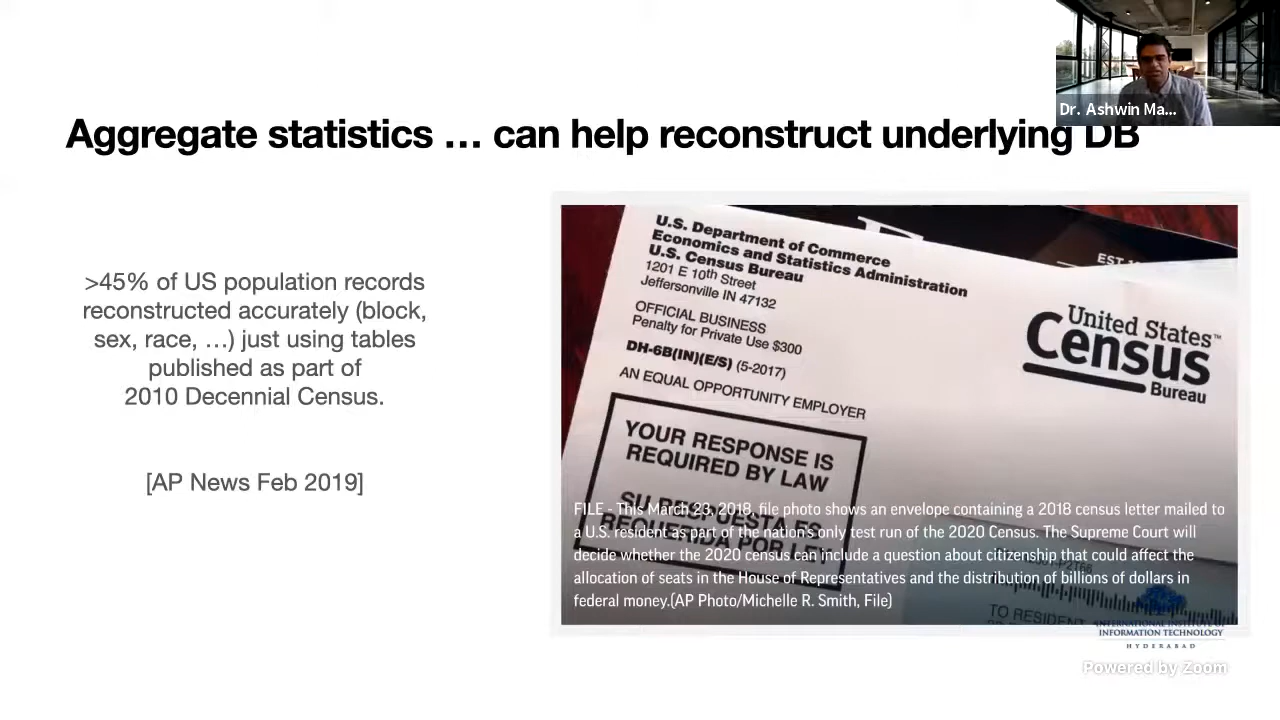 Dr. Ashwin Ma...
Aggregate statistics … can help reconstruct underlying DB
>45% of US population records
reconstructed accurately (block,
sex, race, …) just using tables
published as part of
2010 Decennial Census.
[AP News Feb 2019]
U.S. Department of Commerce
Economics and Statistics Administration
U.S. Census Bureau
1201 E 10th Street
Jeffersonville IN 47132
OFFICIAL BUSINESS
Penalty for Private Use $300
DH-6B(IN)(E/S) (5-2017)
AN EQUAL OPPORTUNITY EMPLOYER
EST
United States™
Census
Bureau
YOUR RESPONSE IS
REQUIRED BY LAW
SU RESPUESTA ES
REQUERIDA POR LEY
FILE - This March 23, 2018, file photo shows an envelope containing a 2018 census letter mailed to
a U.S. resident as part of the nation's only test run of the 2020 Census. The Supreme Court will
decide whether the 2020 census can include a question about citizenship that could affect the
allocation of seats in the House of Representatives and the distribution of billions of dollars in
federal money.(AP Photo/Michelle R. Smith, File)
TO RESIDENT
INTERNATIONAL INSTITUTE OF
INFORMATION TECHNOLOGY
HYDERABAD
Powered by Zoom